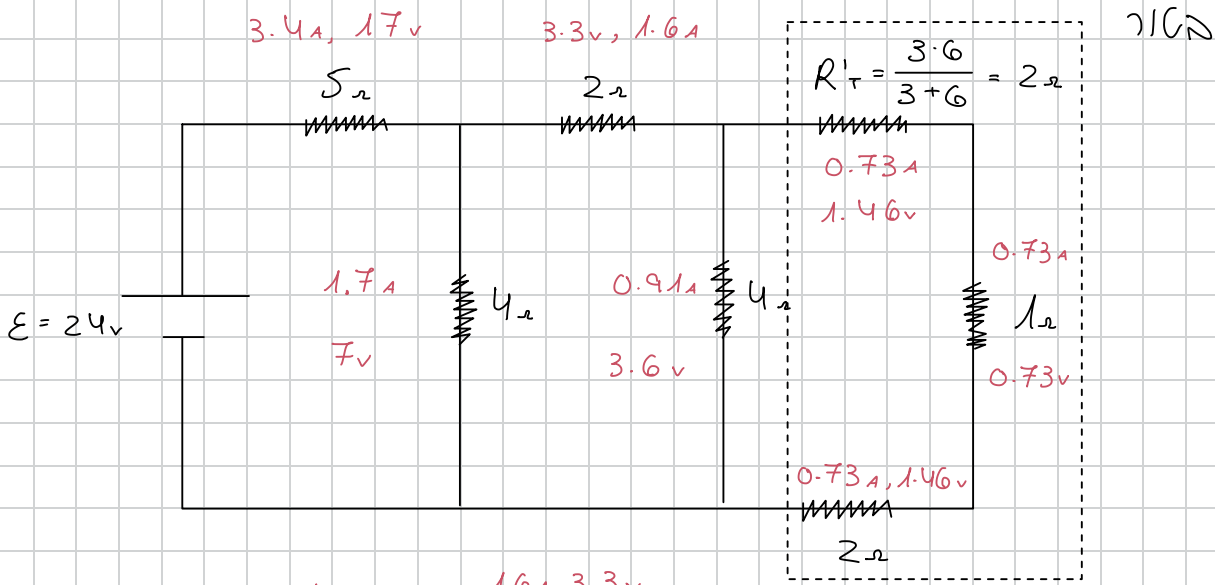 3.4A, 17v
3.3v, 1.6A
R'T = 3·6 / 3+6 = 2Ω
5Ω
2Ω
0.73A
1.46v
0.73A
1.7A
0.91A
4Ω
4Ω
1Ω
ε = 24v
7v
3.6v
0.73v
0.73A, 1.46v
2Ω